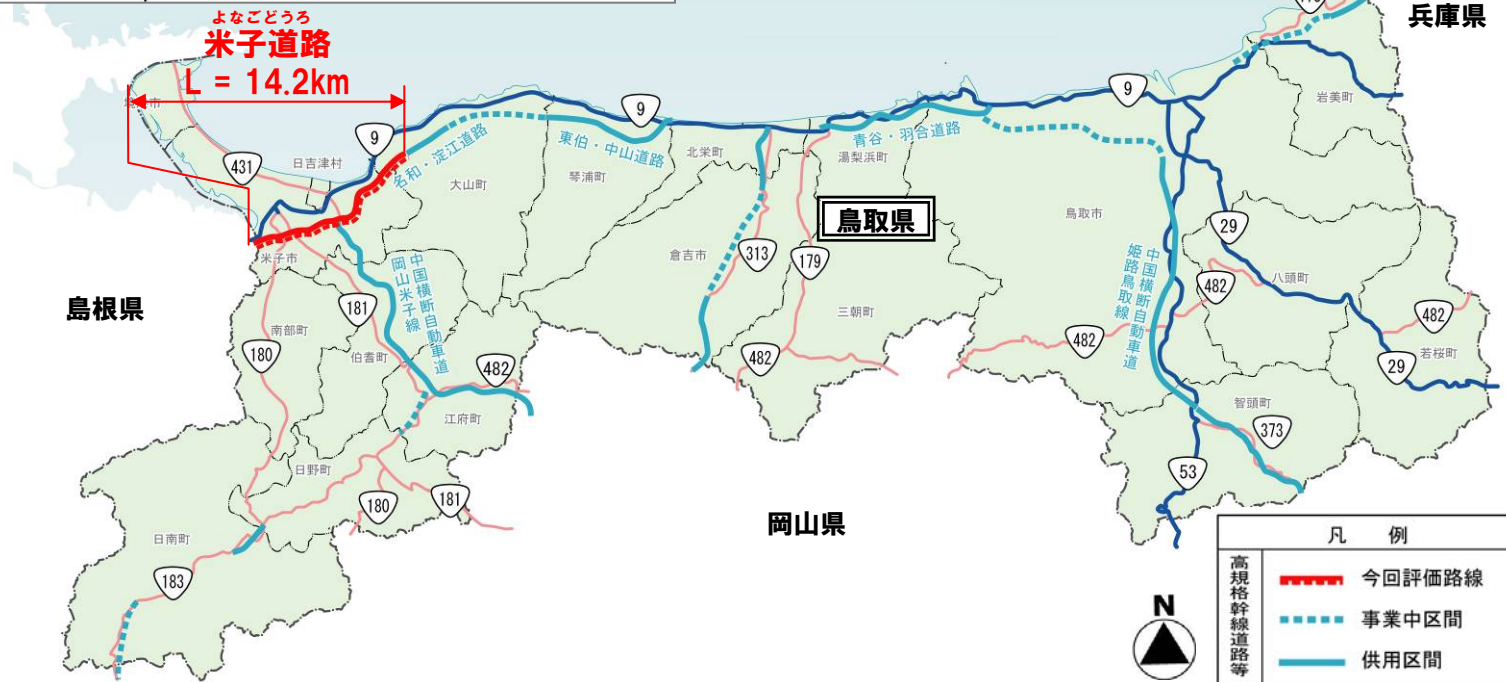 よなごどうろ
米子道路
L = 14.2km
兵庫県
岩美町
9
9
9
431
日吉津村
名和・淀江道路
東伯・中山道路
青谷・羽合道路
北栄町
湯梨浜町
大山町
琴浦町
鳥取県
鳥取市
米子市
倉吉市
313
179
29
八頭町
中国横断自動車道
岡山米子線
中国横断自動車道
姫路鳥取線
島根県
181
南部町
180
伯耆町
三朝町
482
482
482
482
482
若桜町
29
江府町
智頭町
373
日野町
53
180
181
岡山県
日南町
183
N
凡 例
高規格幹線道路等
今回評価路線
事業中区間
供用区間